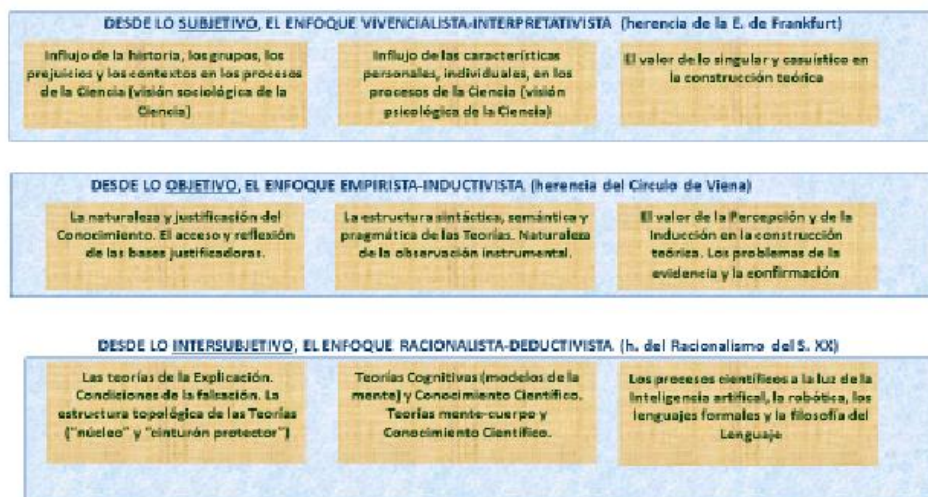 DESDE LO SUBJETIVO, EL ENFOQUE VIVENCIALISTA-INTERPRETATIVISTA (herencia de la E. de Frankfurt)
Influjo de la historia, los grupos, los
prejuicios y los contextos en los procesos
de la Ciencia (visión sociológica de la
Ciencia)
Influjo de las características
personales, individuales, en los
procesos de la Ciencia (visión
psicológica de la Ciencia)
El valor de lo singular y casuístico en
la construcción teórica
DESDE LO OBJETIVO, EL ENFOQUE EMPIRISTA-INDUCTIVISTA (herencia del Círculo de Viena)
La naturaleza y justificación del
Conocimiento. El acceso y reflexión
de las bases justificadoras.
La estructura sintáctica, semántica y
pragmática de las Teorías. Naturaleza
de la observación instrumental.
El valor de la Percepción y de la
Inducción en la construcción
teórica. Los problemas de la
evidencia y la confirmación
DESDE LO INTERSUBJETIVO, EL ENFOQUE RACIONALISTA-DEDUCTIVISTA (h. del Racionalismo del S. XX)
Las teorías de la Explicación.
Condiciones de la falsación. La
estructura topológica de las Teorías
("núcleo" y "cinturón protector")
Teorías Cognitivas (modelos de la
mente) y Conocimiento Científico.
Teorías mente-cuerpo y
Conocimiento Científico.
Los procesos científicos a la luz de la
Inteligencia artifical, la robótica, los
lenguajes formales y la filosofía del
Lenguaje